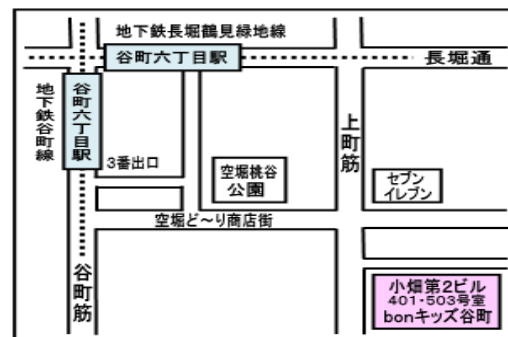 地下鉄長堀鶴見緑地線
谷町六丁目駅
長堀通
地下鉄谷町線
谷町六丁目駅
3番出口
空堀桃谷
公園
上町筋
セブン
イレブン
空堀ど〜り商店街
谷町筋
小畑第2ビル
401・503号室
bonキッズ谷町